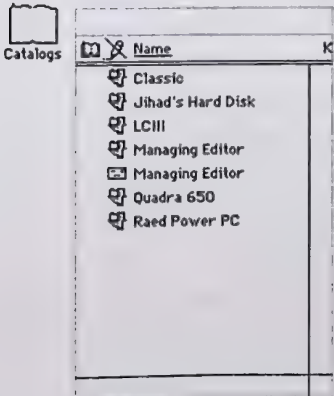 Catalogs
Name K
Classic
Jihad's Hard Disk
LCIII
Managing Editor
Managing Editor
Quadra 650
Raed Power PC